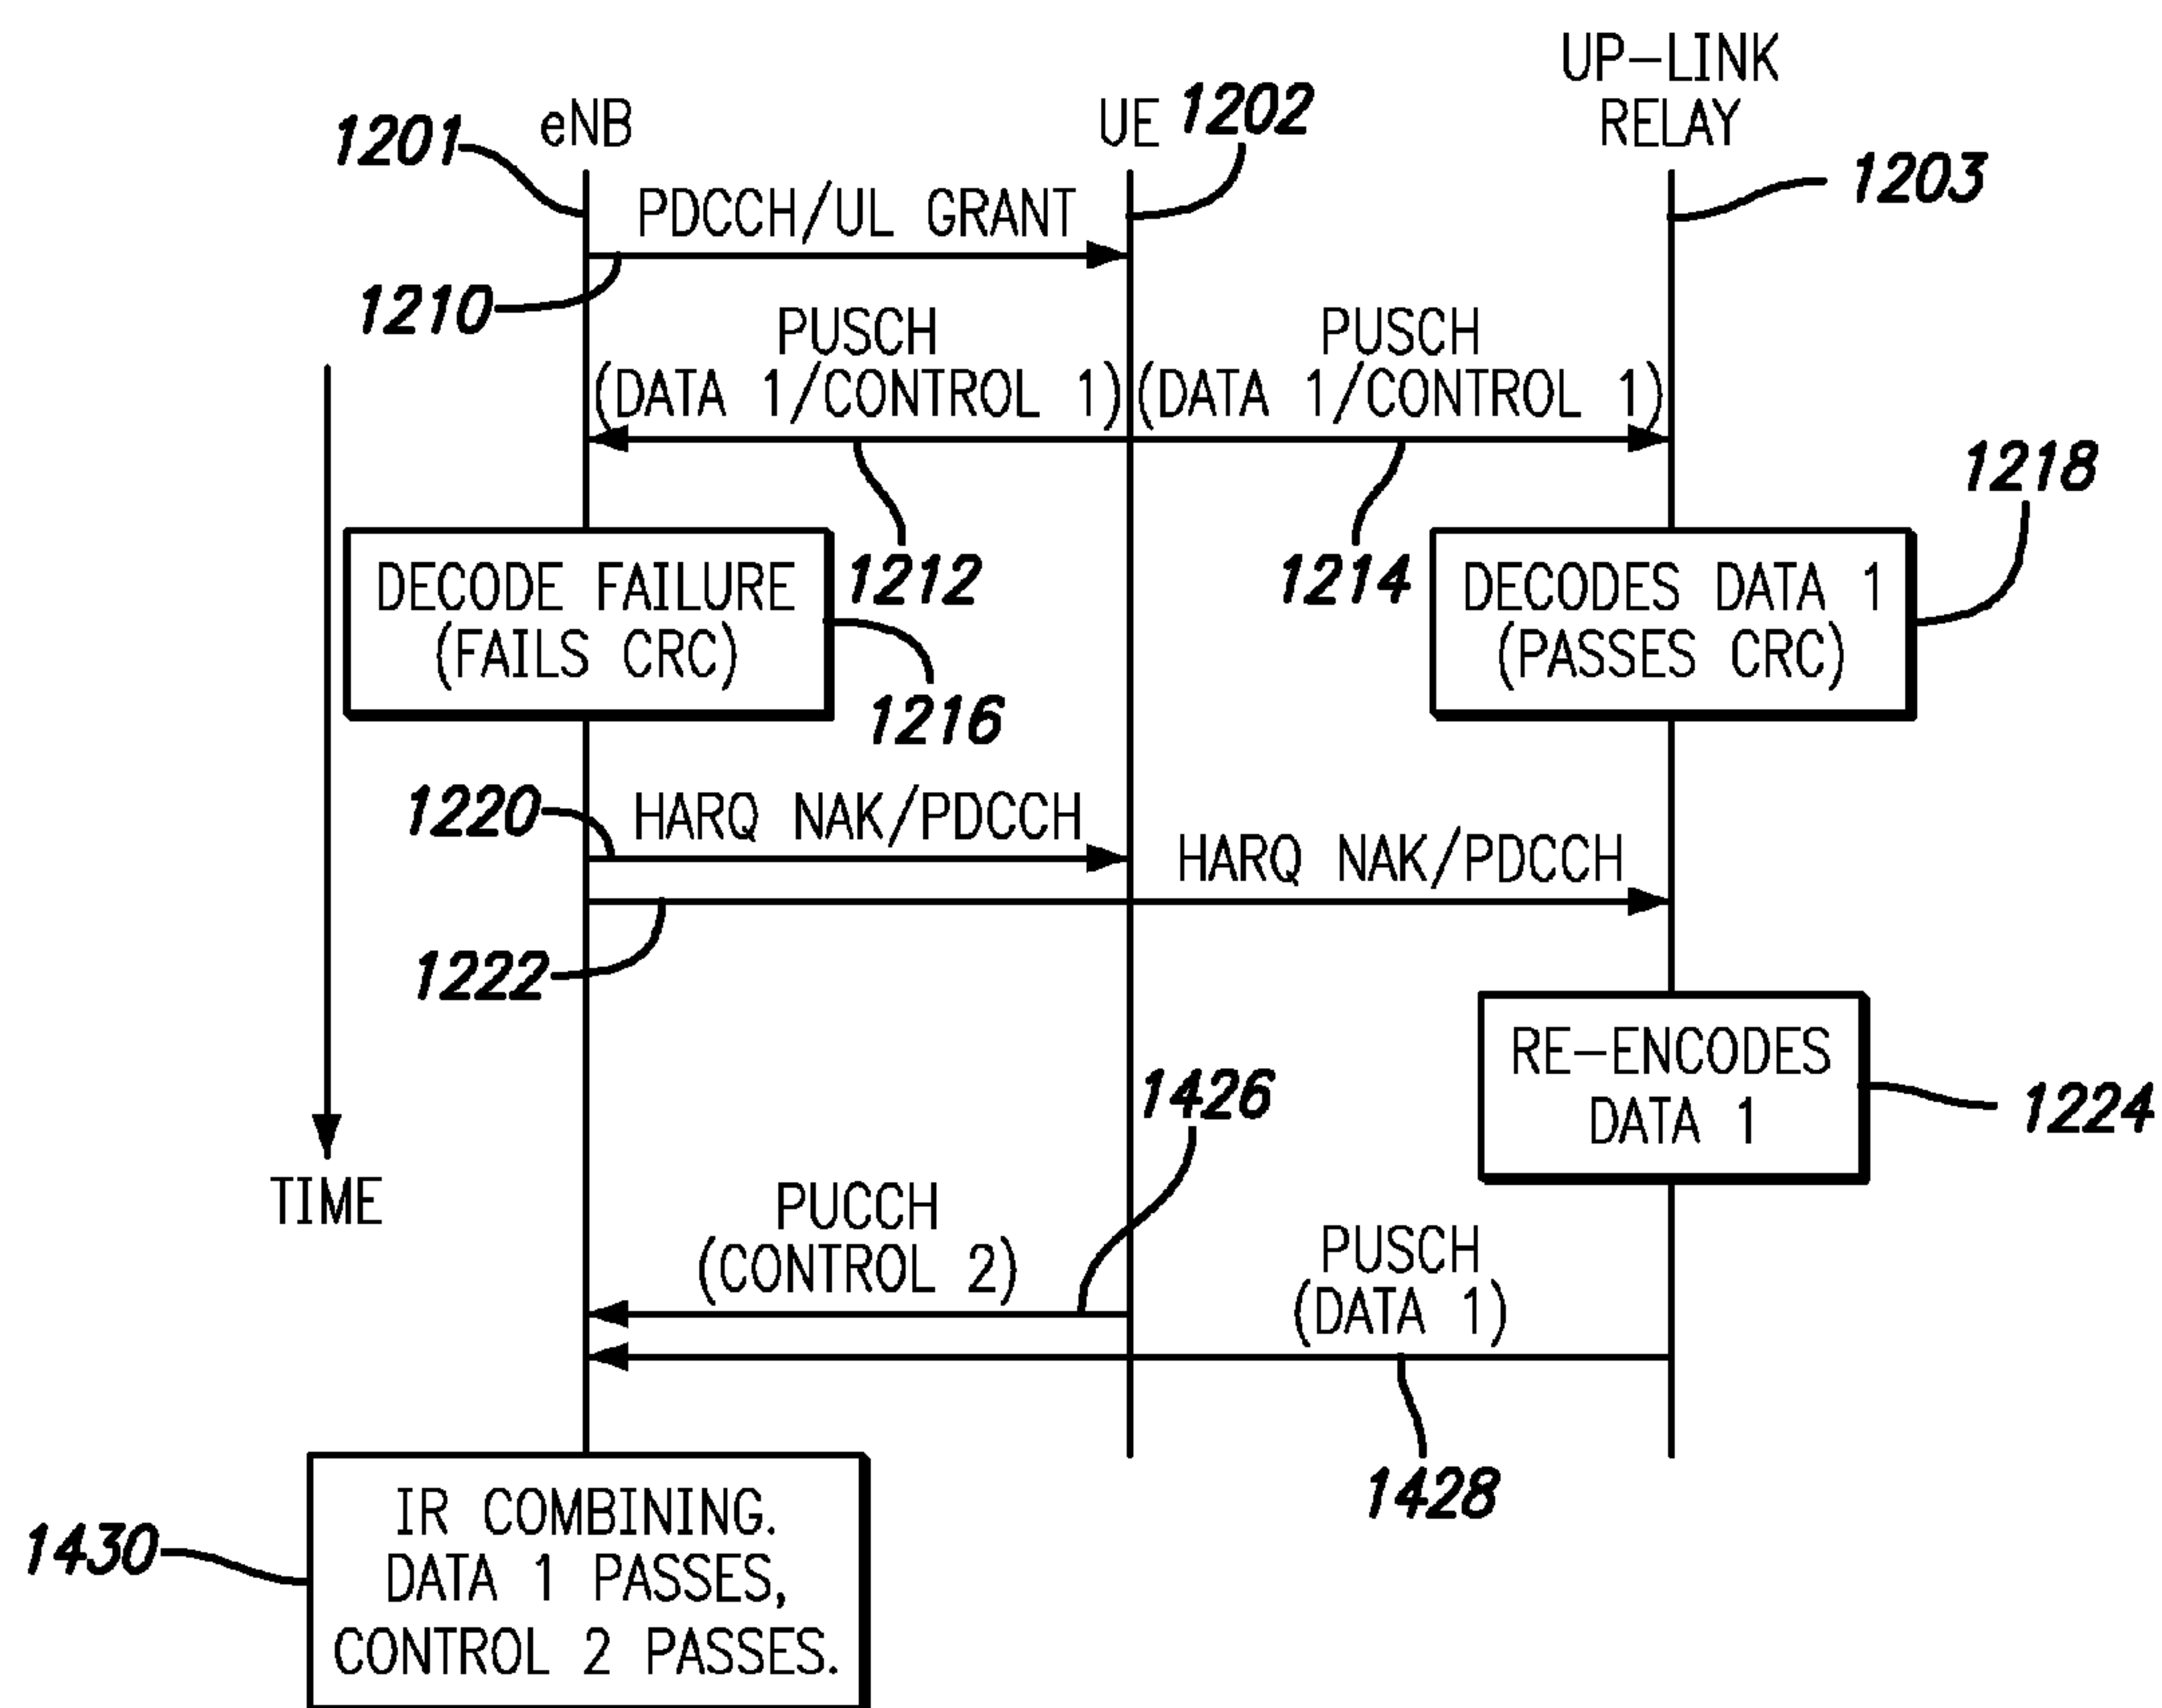 UP-LINK
RELAY
eNB
UE
1201
1202
1203
PDCCH/UL GRANT
1210
PUSCH
(DATA 1/CONTROL 1)
PUSCH
(DATA 1/CONTROL 1)
1218
DECODE FAILURE
(FAILS CRC)
1212
1214
DECODES DATA 1
(PASSES CRC)
1216
1220
HARQ NAK/PDCCH
HARQ NAK/PDCCH
1222
RE-ENCODES
DATA 1
1426
1224
TIME
PUCCH
(CONTROL 2)
PUSCH
(DATA 1)
1428
1430
IR COMBINING.
DATA 1 PASSES,
CONTROL 2 PASSES.